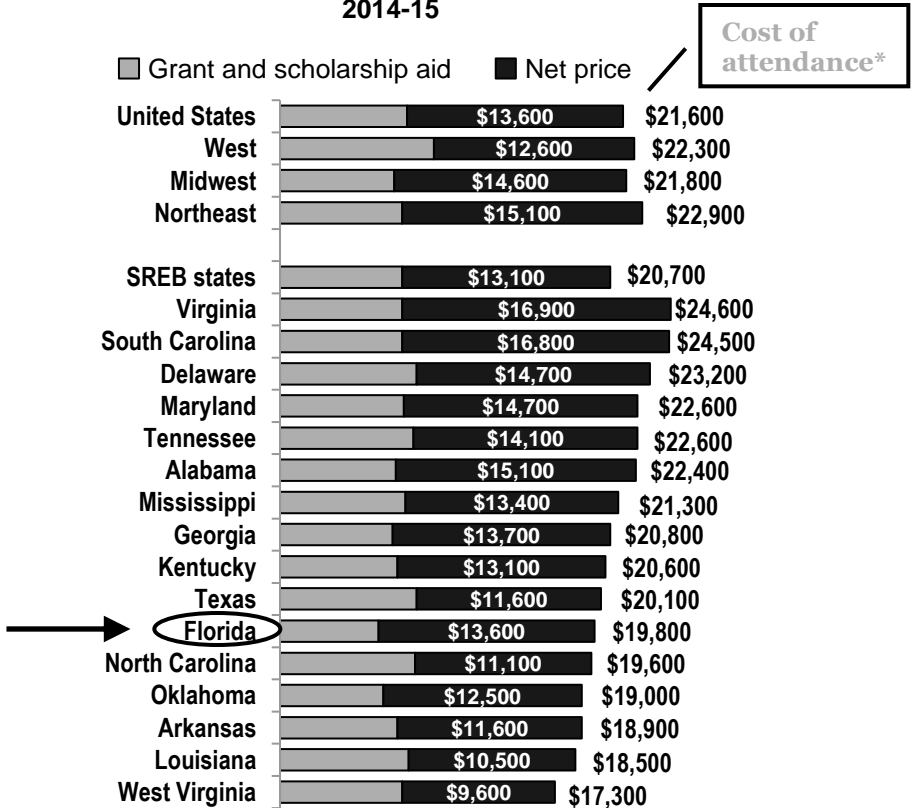 2014-15
Cost of
attendance*
Grant and scholarship aid Net price
United States $13,600 $21,600
West $12,600 $22,300
Midwest $14,600 $21,800
Northeast $15,100 $22,900
SREB states $13,100 $20,700
Virginia $16,900 $24,600
South Carolina $16,800 $24,500
Delaware $14,700 $23,200
Maryland $14,700 $22,600
Tennessee $14,100 $22,600
Alabama $15,100 $22,400
Mississippi $13,400 $21,300
Georgia $13,700 $20,800
Kentucky $13,100 $20,600
Texas $11,600 $20,100
Florida $13,600 $19,800
North Carolina $11,100 $19,600
Oklahoma $12,500 $19,000
Arkansas $11,600 $18,900
Louisiana $10,500 $18,500
West Virginia $9,600 $17,300